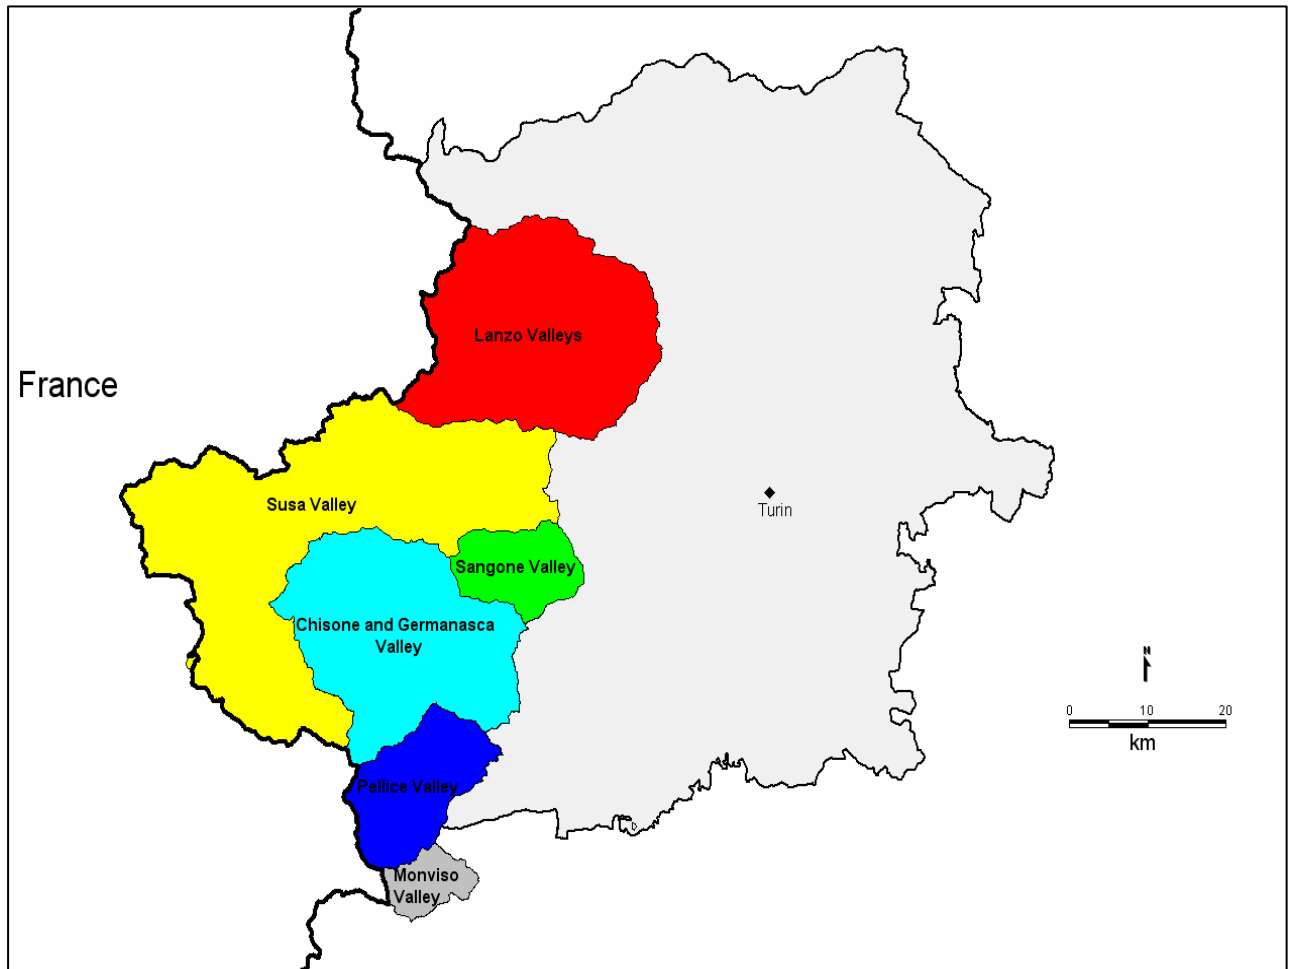 Lanzo Valleys
France
Susa Valley
Turin
Sangone Valley
Chisone and Germanasca
Valley
N
0 10 20
km
Pellice Valley
Monviso
Valley